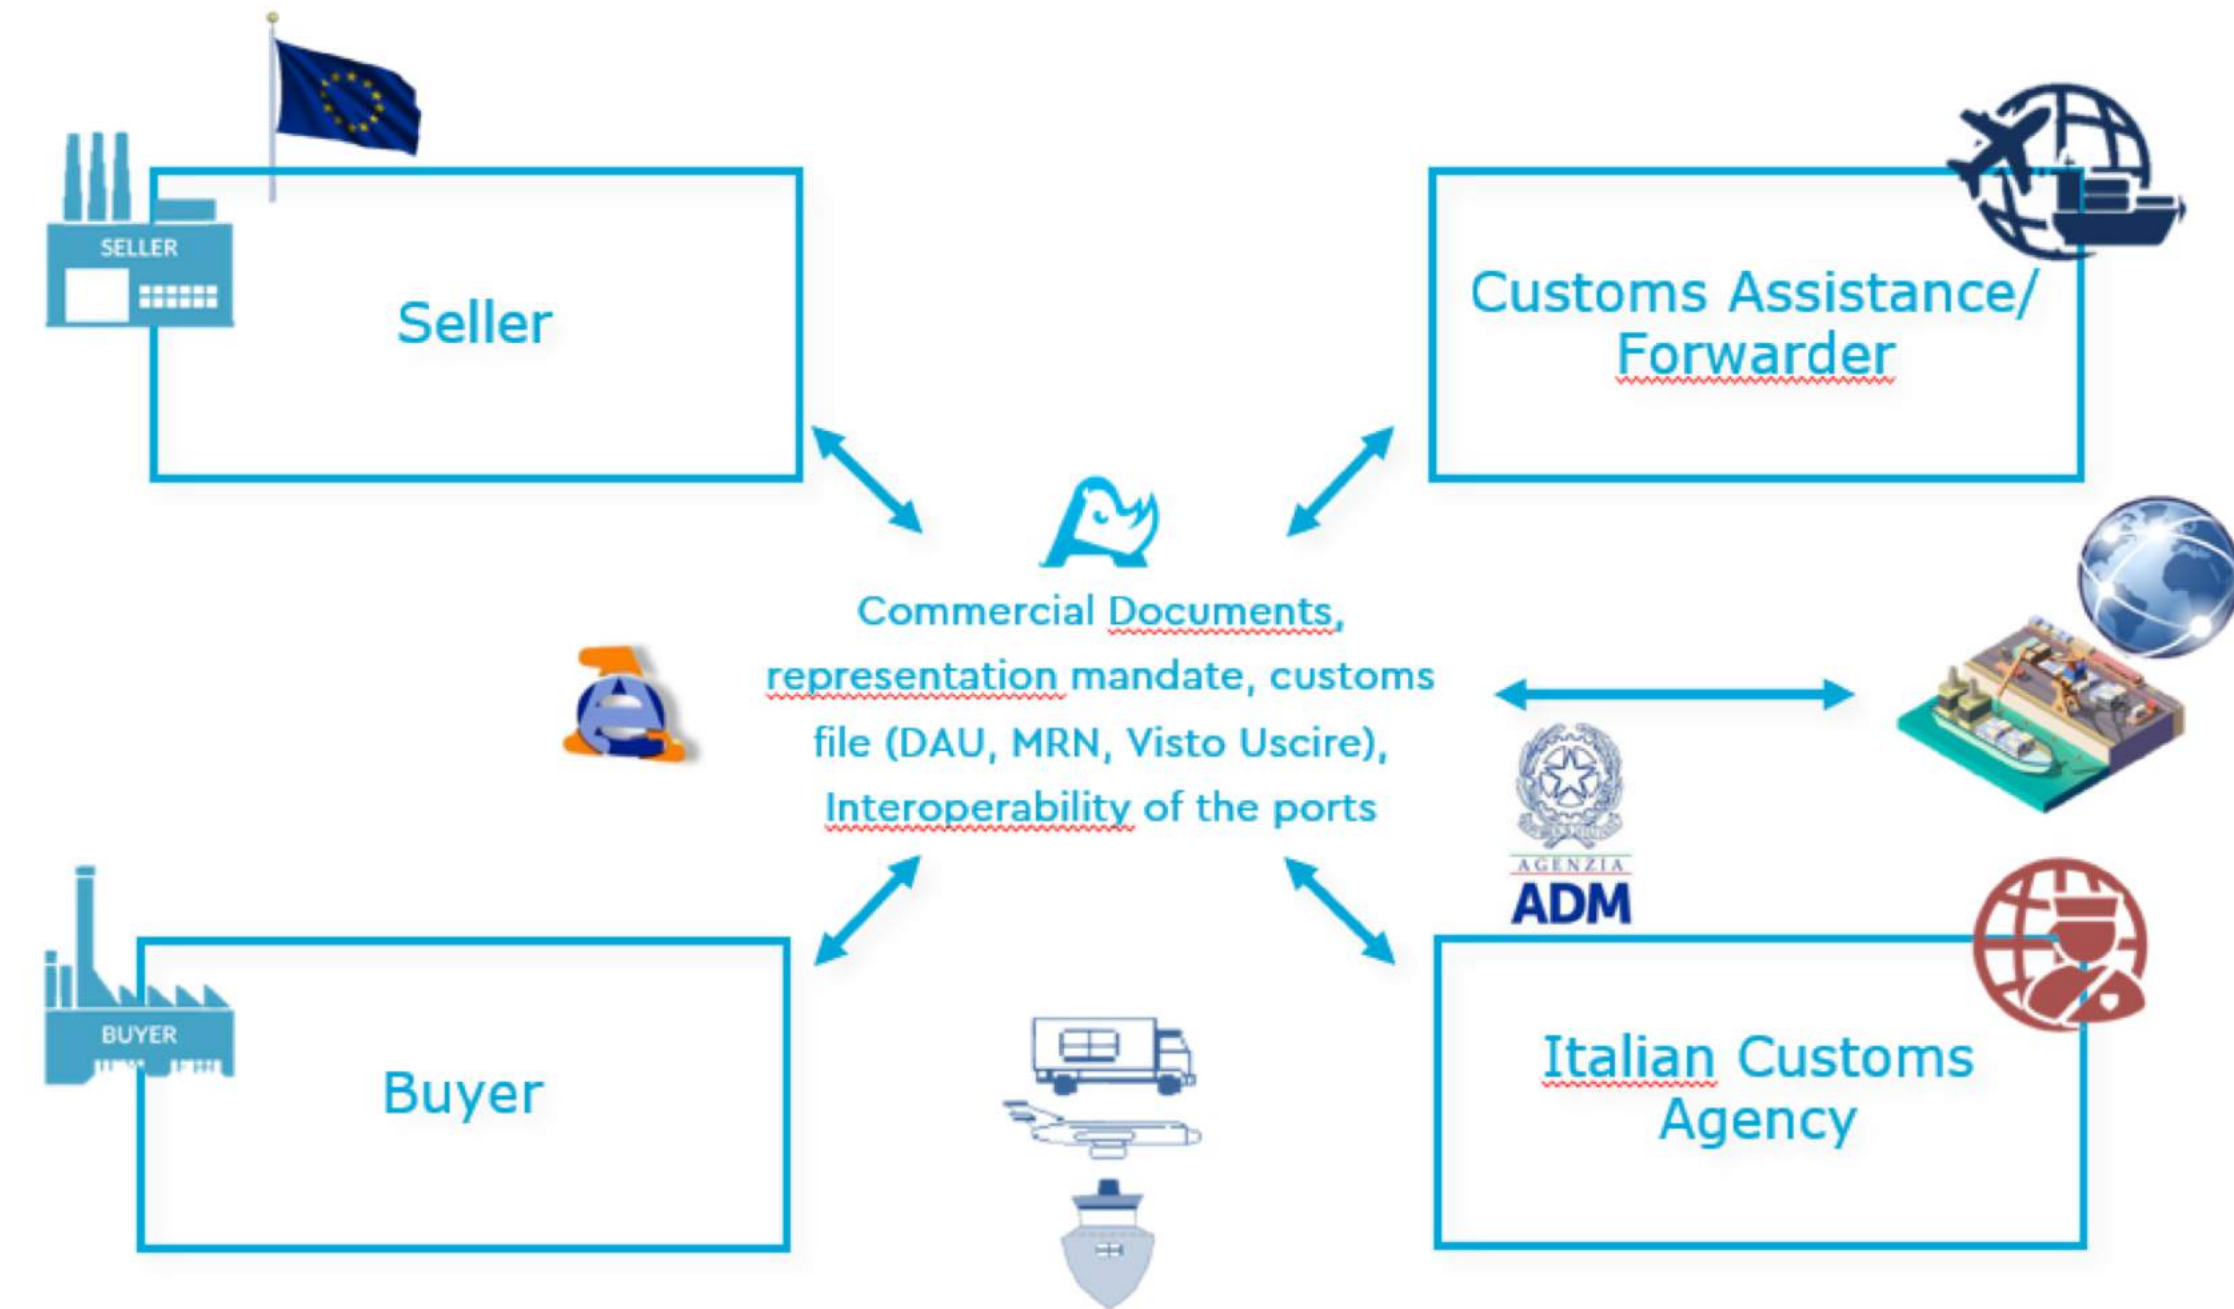 SELLER
Seller
Customs Assistance/
Forwarder
Commercial Documents,
representation mandate, customs
file (DAU, MRN, Visto Uscire),
Interoperability of the ports
e
AGENZIA
ADM
BUYER
Buyer
Italian Customs
Agency